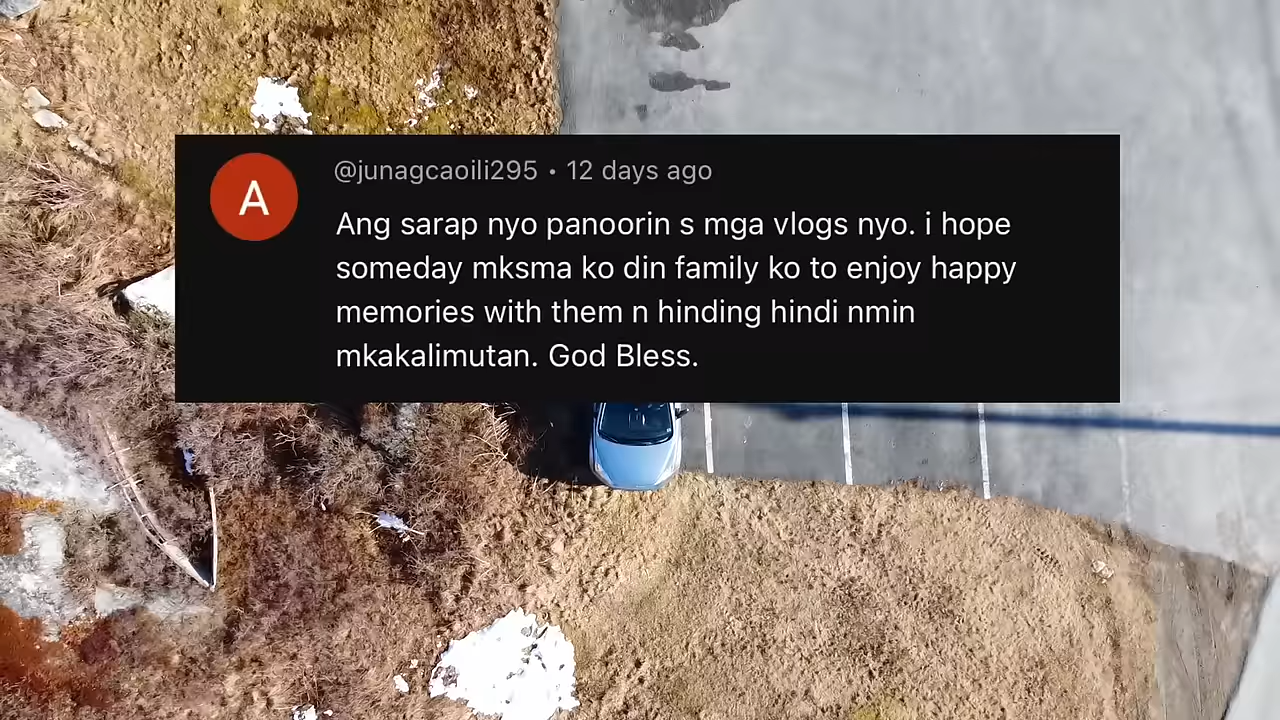 A
@junagcaoili295 • 12 days ago
Ang sarap nyo panoorin s mga vlogs nyo. i hope
someday mksma ko din family ko to enjoy happy
memories with them n hinding hindi nmin
mkakalimutan. God Bless.